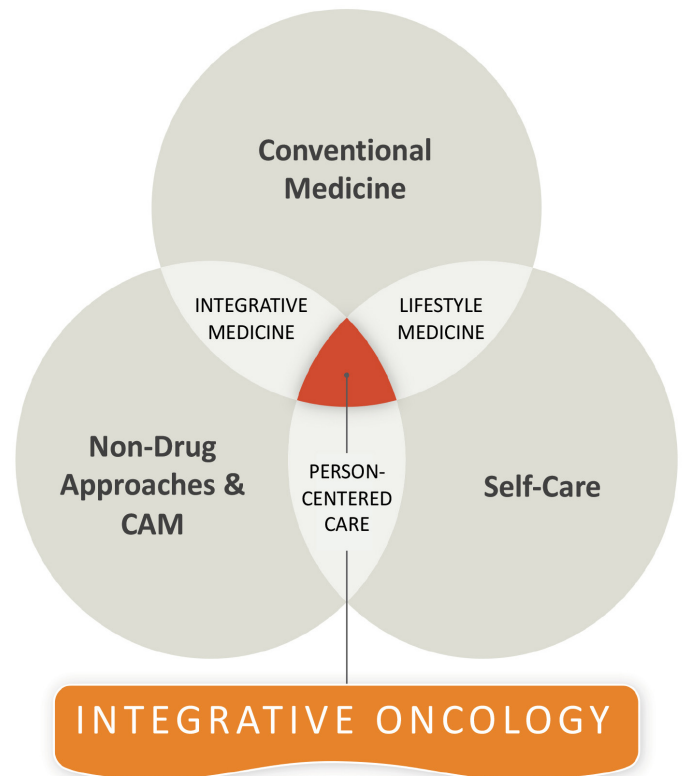 Conventional
Medicine
INTEGRATIVE
MEDICINE
LIFESTYLE
MEDICINE
Non-Drug
Approaches &
CAM
PERSON-
CENTERED
CARE
Self-Care
INTEGRATIVE ONCOLOGY